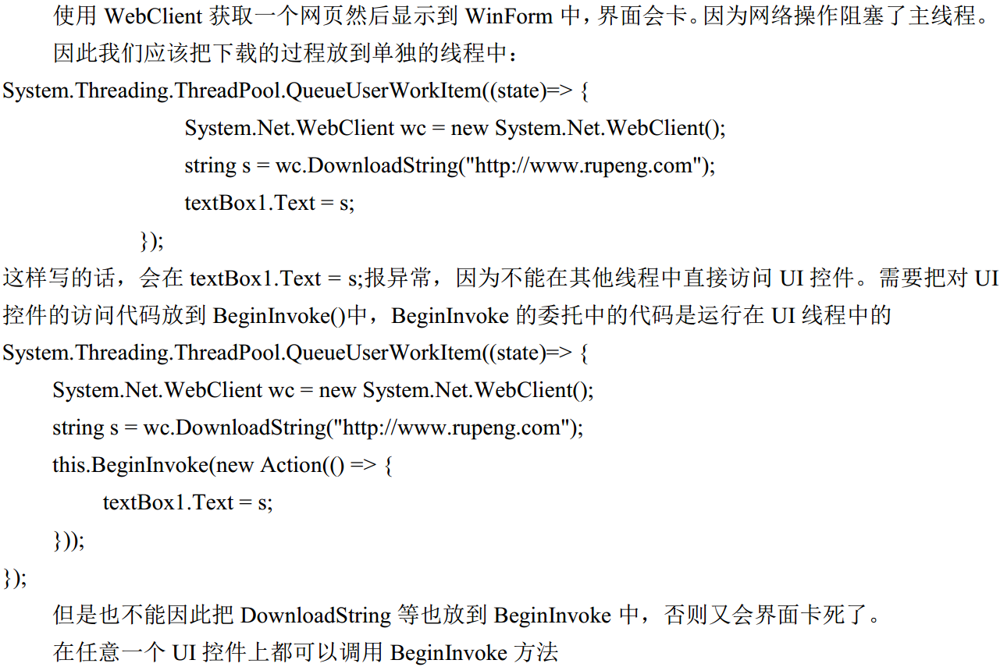 使用 WebClient 获取一个网页然后显示到 WinForm 中，界面会卡。因为网络操作阻塞了主线程。
因此我们应该把下载的过程放到单独的线程中：
System.Threading.ThreadPool.QueueUserWorkItem((state)=> {
System.Net.WebClient wc = new System.Net.WebClient();
string s = wc.DownloadString("http://www.rupeng.com");
textBox1.Text = s;
});
这样写的话，会在 textBox1.Text = s;报异常，因为不能在其他线程中直接访问 UI 控件。需要把对 UI
控件的访问代码放到 BeginInvoke()中，BeginInvoke 的委托中的代码是运行在 UI 线程中的
System.Threading.ThreadPool.QueueUserWorkItem((state)=> {
System.Net.WebClient wc = new System.Net.WebClient();
string s = wc.DownloadString("http://www.rupeng.com");
this.BeginInvoke(new Action(() => {
textBox1.Text = s;
}));
});
但是也不能因此把 DownloadString 等也放到 BeginInvoke 中，否则又会界面卡死了。
在任意一个 UI 控件上都可以调用 BeginInvoke 方法